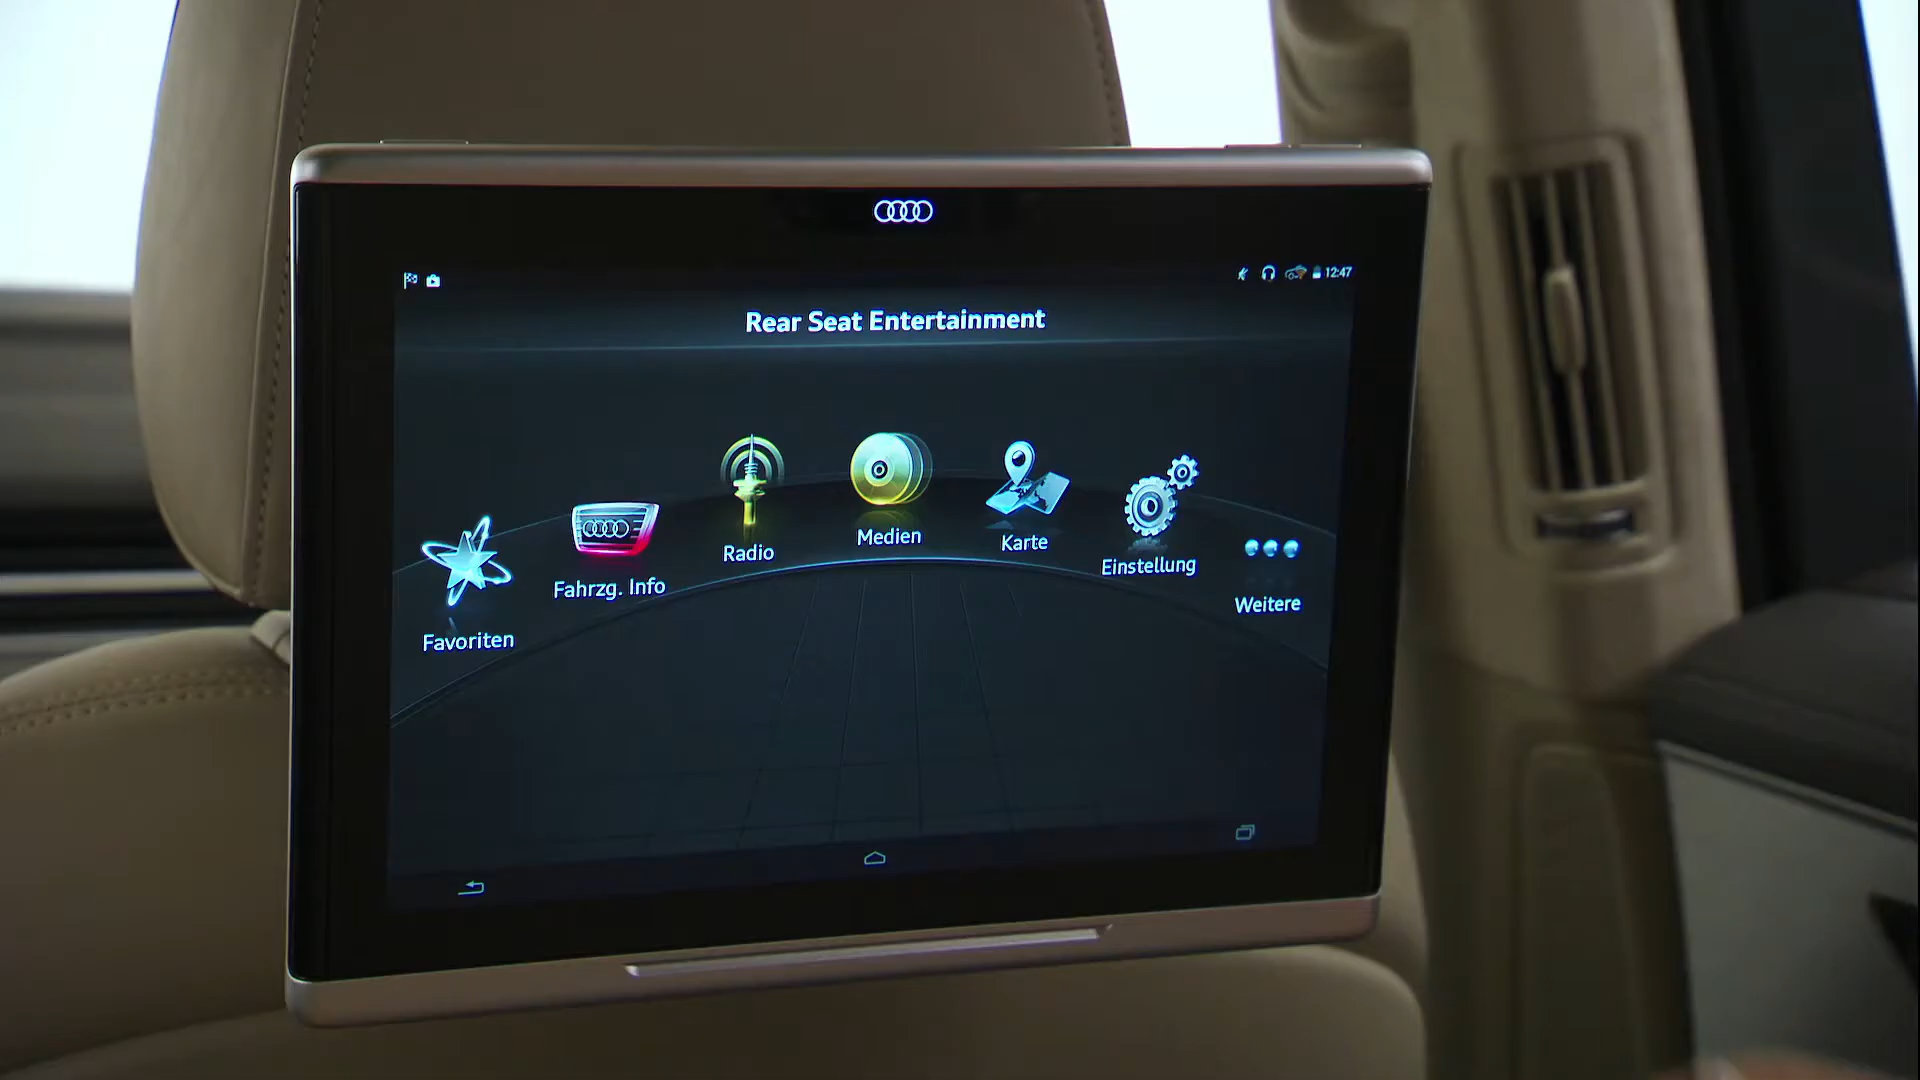 12:47
Rear Seat Entertainment
Favoriten
Fahrzg. Info
Radio
Medien
Karte
Einstellung
Weitere